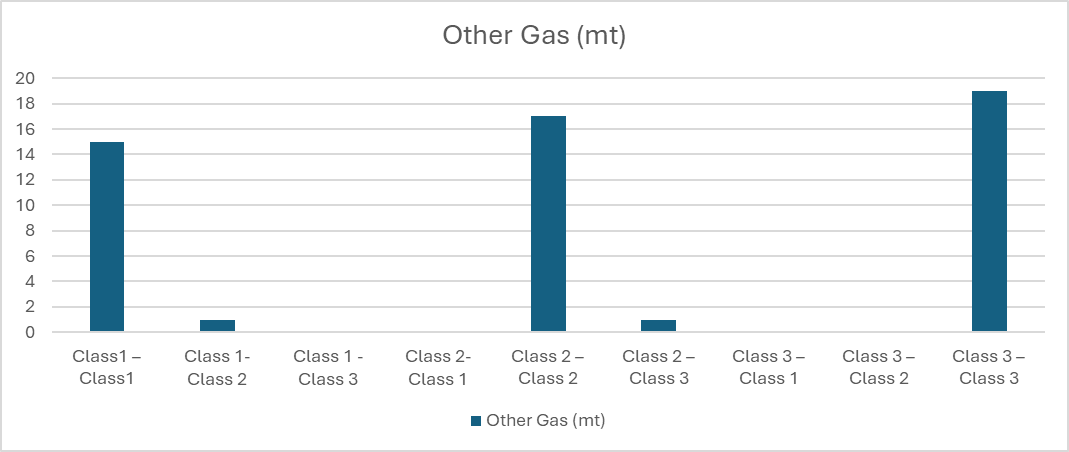 Other Gas (mt)
20
18
16
14
12
10
8
6
4
2
0
Class1 –
Class1
Class 1-
Class 2
Class 1 -
Class 3
Class 2-
Class 1
Class 2 –
Class 2
Class 2 –
Class 3
Class 3 –
Class 1
Class 3 –
Class 2
Class 3 –
Class 3
Other Gas (mt)